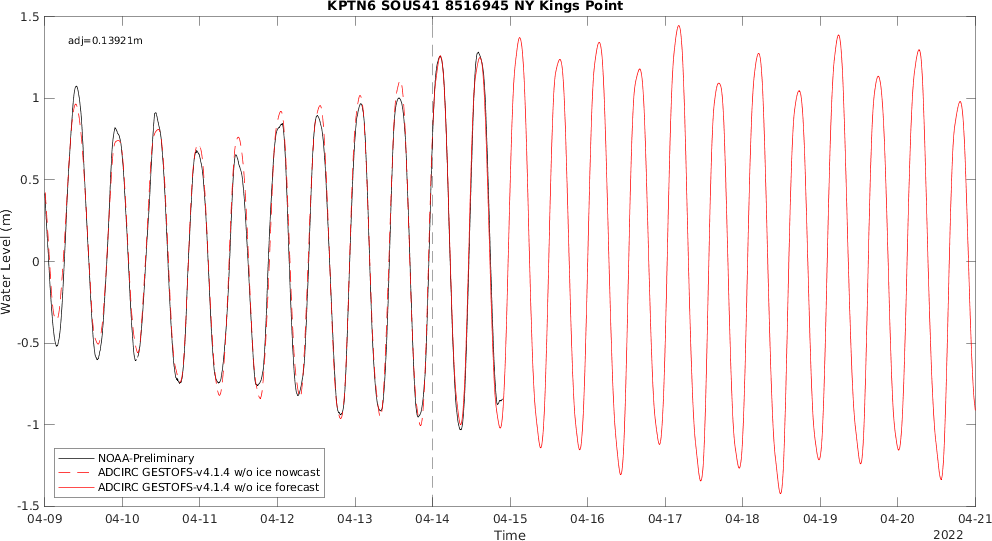 KPTN6 SOUS41 8516945 NY Kings Point
adj=0.13921m
1.5
1
0.5
0
-0.5
-1
-1.5
Water Level (m)
NOAA-Preliminary
ADCIRC GESTOFS-v4.1.4 w/o ice nowcast
ADCIRC GESTOFS-v4.1.4 w/o ice forecast
04-09 04-10 04-11 04-12 04-13 04-14 04-15 04-16 04-17 04-18 04-19 04-20 04-21
Time
2022